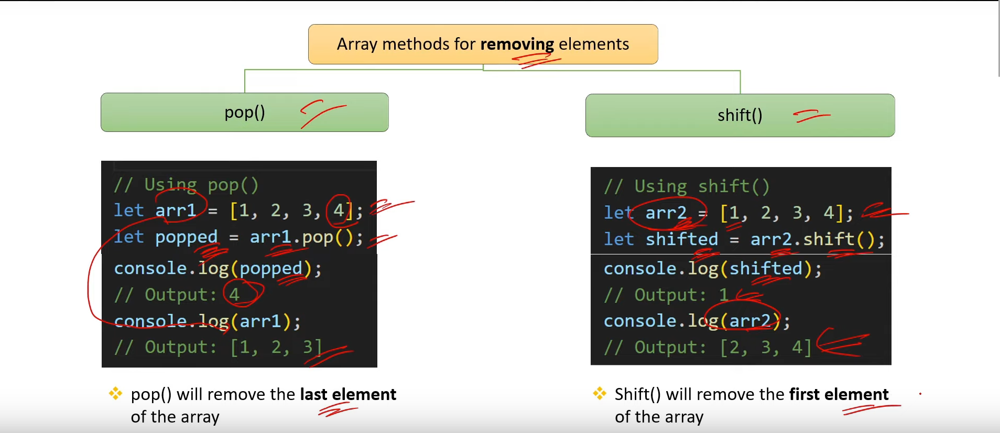 Array methods for removing elements
pop()
// Using pop()
let arr1 = [1, 2, 3, 4];
let popped = arr1.pop();
console.log(popped);
// Output: 4
console.log(arr1);
// Output: [1, 2, 3]
pop() will remove the last element
of the array
shift()
// Using shift()
let arr2 = [1, 2, 3, 4];
let shifted = arr2.shift();
console.log(shifted);
// Output: 1
console.log(arr2);
// Output: [2, 3, 4]
Shift() will remove the first element
of the array